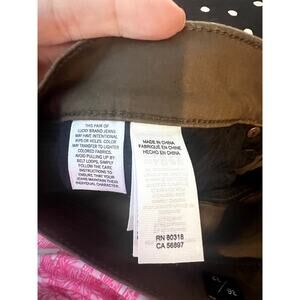 THIS PAIR OF
LUCKY BRAND JEANS
MAY HAVE INTENTIONAL
RIPS OR HOLES. COLOR
MAY TRANSFER TO LIGHTER
COLORED FABRICS.
AVOID PULLING UP BY
BELT LOOPS. SIMPLY
FOLLOW THE CARE
INSTRUCTIONS TO
ENSURE THAT YOUR
JEANS MAINTAIN THEIR
INDIVIDUAL CHARACTER.
MADE IN CHINA
FABRIQUÉ EN CHINE
HECHO EN CHINA
RN 80318
CA 56897